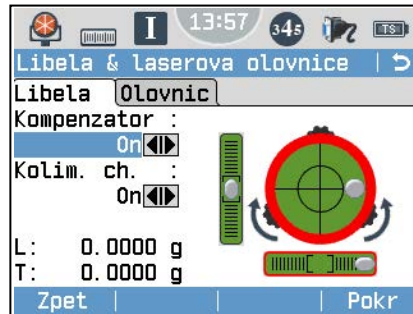 I 13:57 345 TS
Libela & laserova olovnice
Libela Olovnic
Kompenzator :
On
Kolim. ch. :
On
L: 0.0000 g
T: 0.0000 g
Zpet Pokr